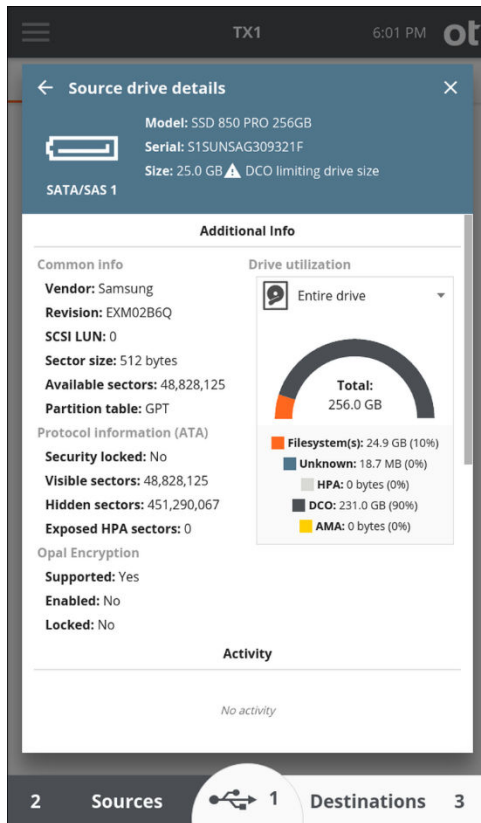 TX1 6:01 PM ot
Source drive details
Model: SSD 850 PRO 256GB
Serial: S1SUNSAG309321F
Size: 25.0 GB DCO limiting drive size
SATA/SAS 1
Additional Info
Common info
Vendor: Samsung
Revision: EXM02B6Q
SCSI LUN: 0
Sector size: 512 bytes
Available sectors: 48,828,125
Partition table: GPT
Protocol information (ATA)
Security locked: No
Visible sectors: 48,828,125
Hidden sectors: 451,290,067
Exposed HPA sectors: 0
Opal Encryption
Supported: Yes
Enabled: No
Locked: No
Drive utilization
Entire drive
Total:
256.0 GB
Filesystem(s): 24.9 GB (10%)
Unknown: 18.7 MB (0%)
HPA: 0 bytes (0%)
DCO: 231.0 GB (90%)
AMA: 0 bytes (0%)
Activity
No activity
2 Sources 1 Destinations 3